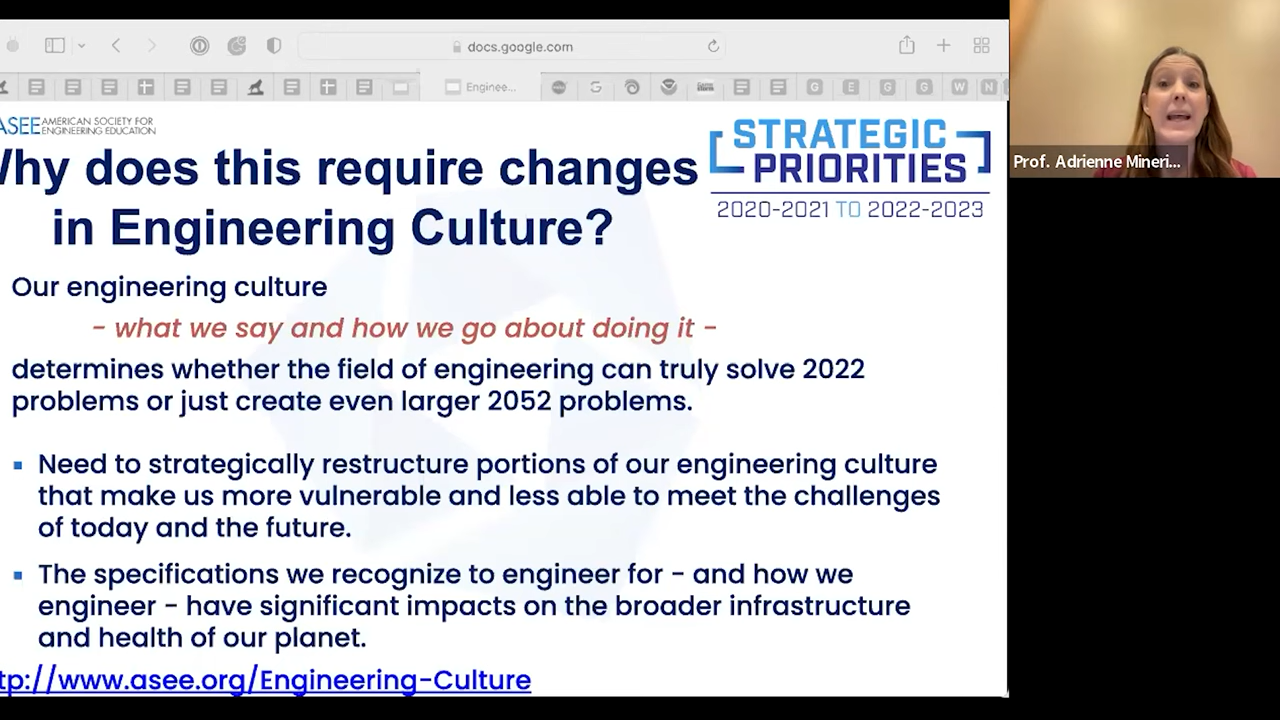 docs.google.com
Enginee...
G E G G W N
ASEE AMERICAN SOCIETY FOR
ENGINEERING EDUCATION
STRATEGIC
PRIORITIES
2020-2021 TO 2022-2023
Why does this require changes
in Engineering Culture?
Our engineering culture
- what we say and how we go about doing it -
determines whether the field of engineering can truly solve 2022
problems or just create even larger 2052 problems.
Need to strategically restructure portions of our engineering culture
that make us more vulnerable and less able to meet the challenges
of today and the future.
The specifications we recognize to engineer for - and how we
engineer - have significant impacts on the broader infrastructure
and health of our planet.
tp://www.asee.org/Engineering-Culture
Prof. Adrienne Mineri...